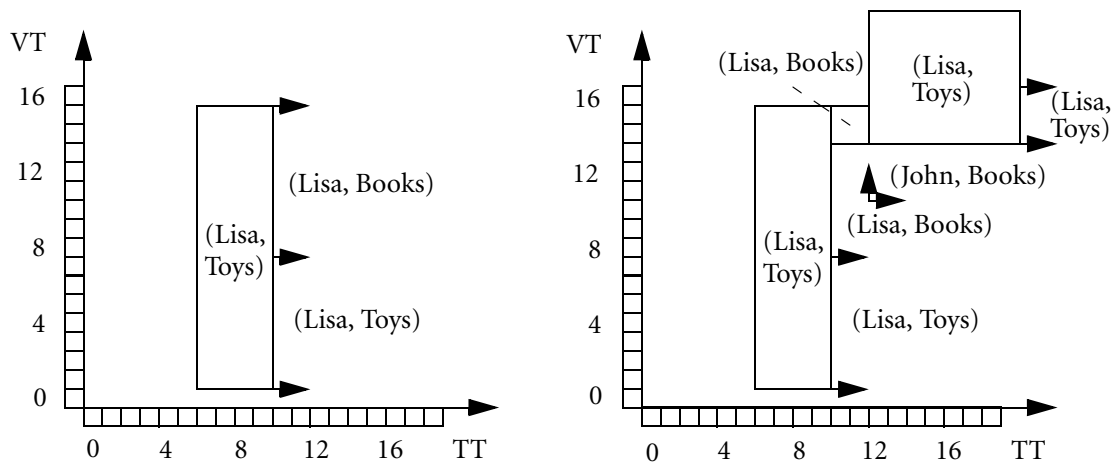 VT
16
12
8
4
0
(Lisa, Books)
(Lisa,
Toys)
(Lisa, Toys)
0
4
8
12
16
TT
VT
16
12
8
4
0
(Lisa, Books)
(Lisa,
Toys)
(Lisa,
Toys)
(John, Books)
(Lisa, Books)
(Lisa,
Toys)
(Lisa, Toys)
0
4
8
12
16
TT